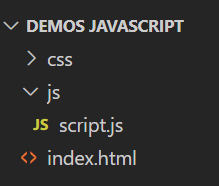 DEMOS JAVASCRIPT
css
js
JS script.js
<> index.html